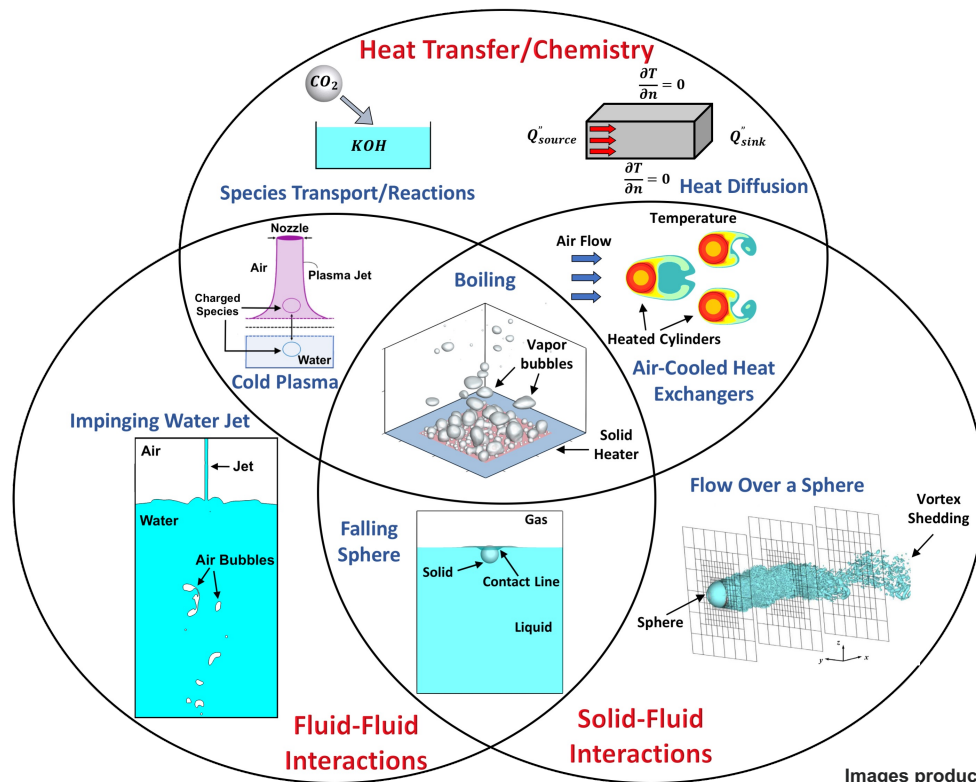 Heat Transfer/Chemistry
CO₂
KOH
Species Transport/Reactions
∂T/∂n = 0
Q"source
Q"sink
∂T/∂n = 0
Heat Diffusion
Nozzle
Air
Plasma Jet
Charged
Species
Water
Cold Plasma
Boiling
Vapor
bubbles
Solid
Heater
Temperature
Air Flow
Heated Cylinders
Air-Cooled Heat
Exchangers
Impinging Water Jet
Air
Jet
Water
Air Bubbles
Falling
Sphere
Gas
Solid
Contact Line
Liquid
Flow Over a Sphere
Vortex
Shedding
Sphere
z
y
x
Fluid-Fluid
Interactions
Solid-Fluid
Interactions
Images produc